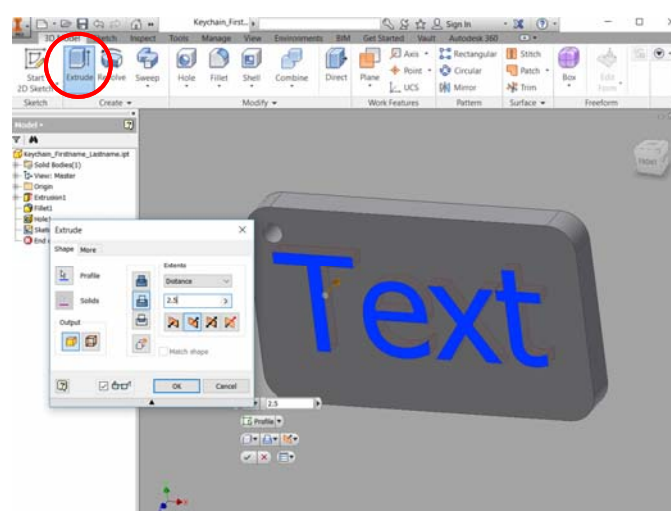 Keychain_First...
Sign In
3D Model Sketch Inspect Tools Manage View Environments BIM Get Started Vault Autodesk 360
Start
2D Sketch
Extrude
Revolve
Sweep
Hole
Fillet
Shell
Combine
Direct
Plane
Axis
Point
UCS
Rectangular
Circular
Mirror
Stitch
Patch
Trim
Box
Edit
Form
Sketch
Create
Modify
Work Features
Pattern
Surface
Freeform
Model
Keychain_Firstname_Lastname.ipt
Solid Bodies(1)
View: Master
Origin
Extrusion1
Fillet1
Hole
End
FRONT
Extrude
Shape More
Profile
Solids
Output
Extents
Distance
2.5
Match shape
OK
Cancel
Text
2.5
Profile